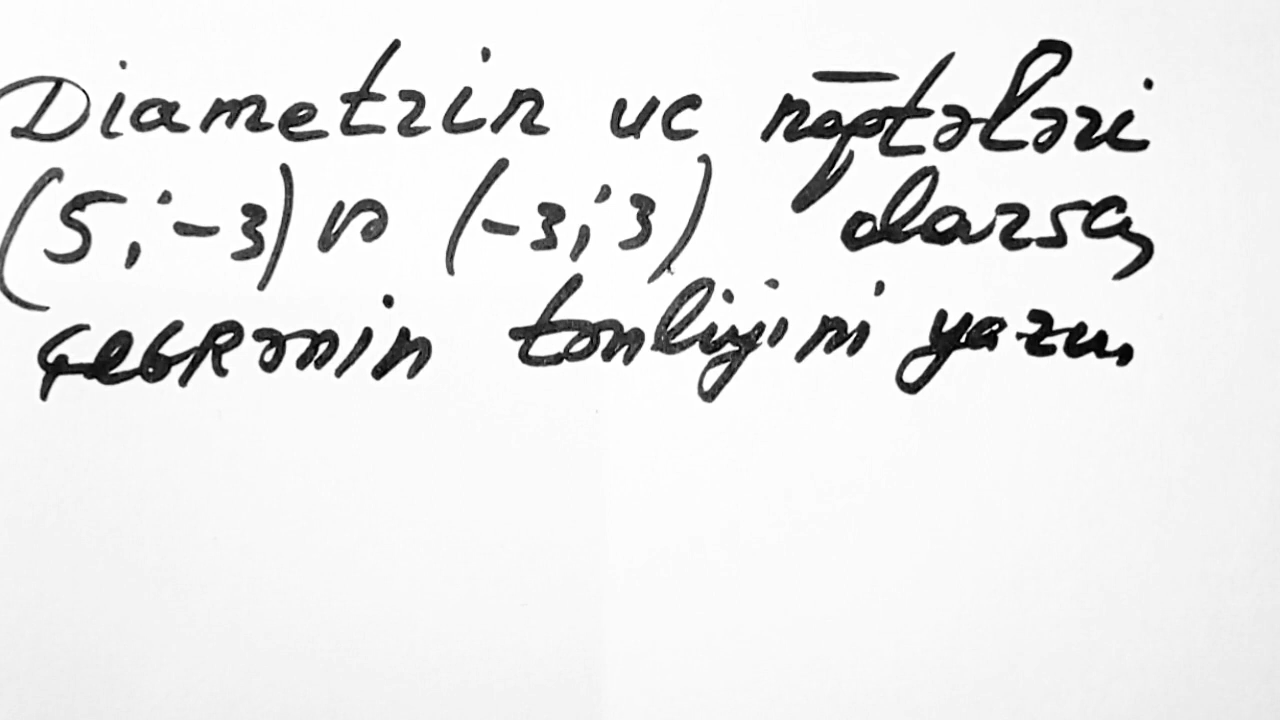 Diametrin uc nöqtələri
(5; -3) və (-3; 3) olarsa,
çevrənin tənliyini yazın